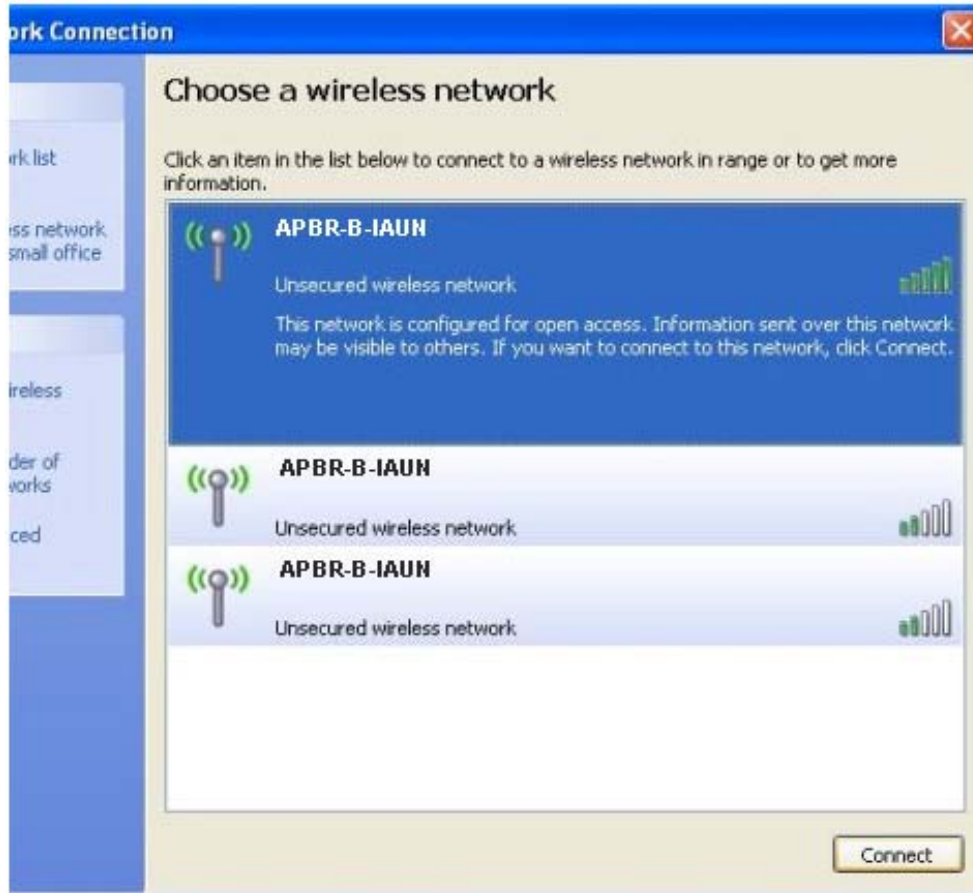 ork Connection
Choose a wireless network
Click an item in the list below to connect to a wireless network in range or to get more
information.
ork list
ess network
small office
ireless
der of
vorks
ced
APBR-B-IAUN
Unsecured wireless network
This network is configured for open access. Information sent over this network
may be visible to others. If you want to connect to this network, click Connect.
APBR-B-IAUN
Unsecured wireless network
APBR-B-IAUN
Unsecured wireless network
Connect